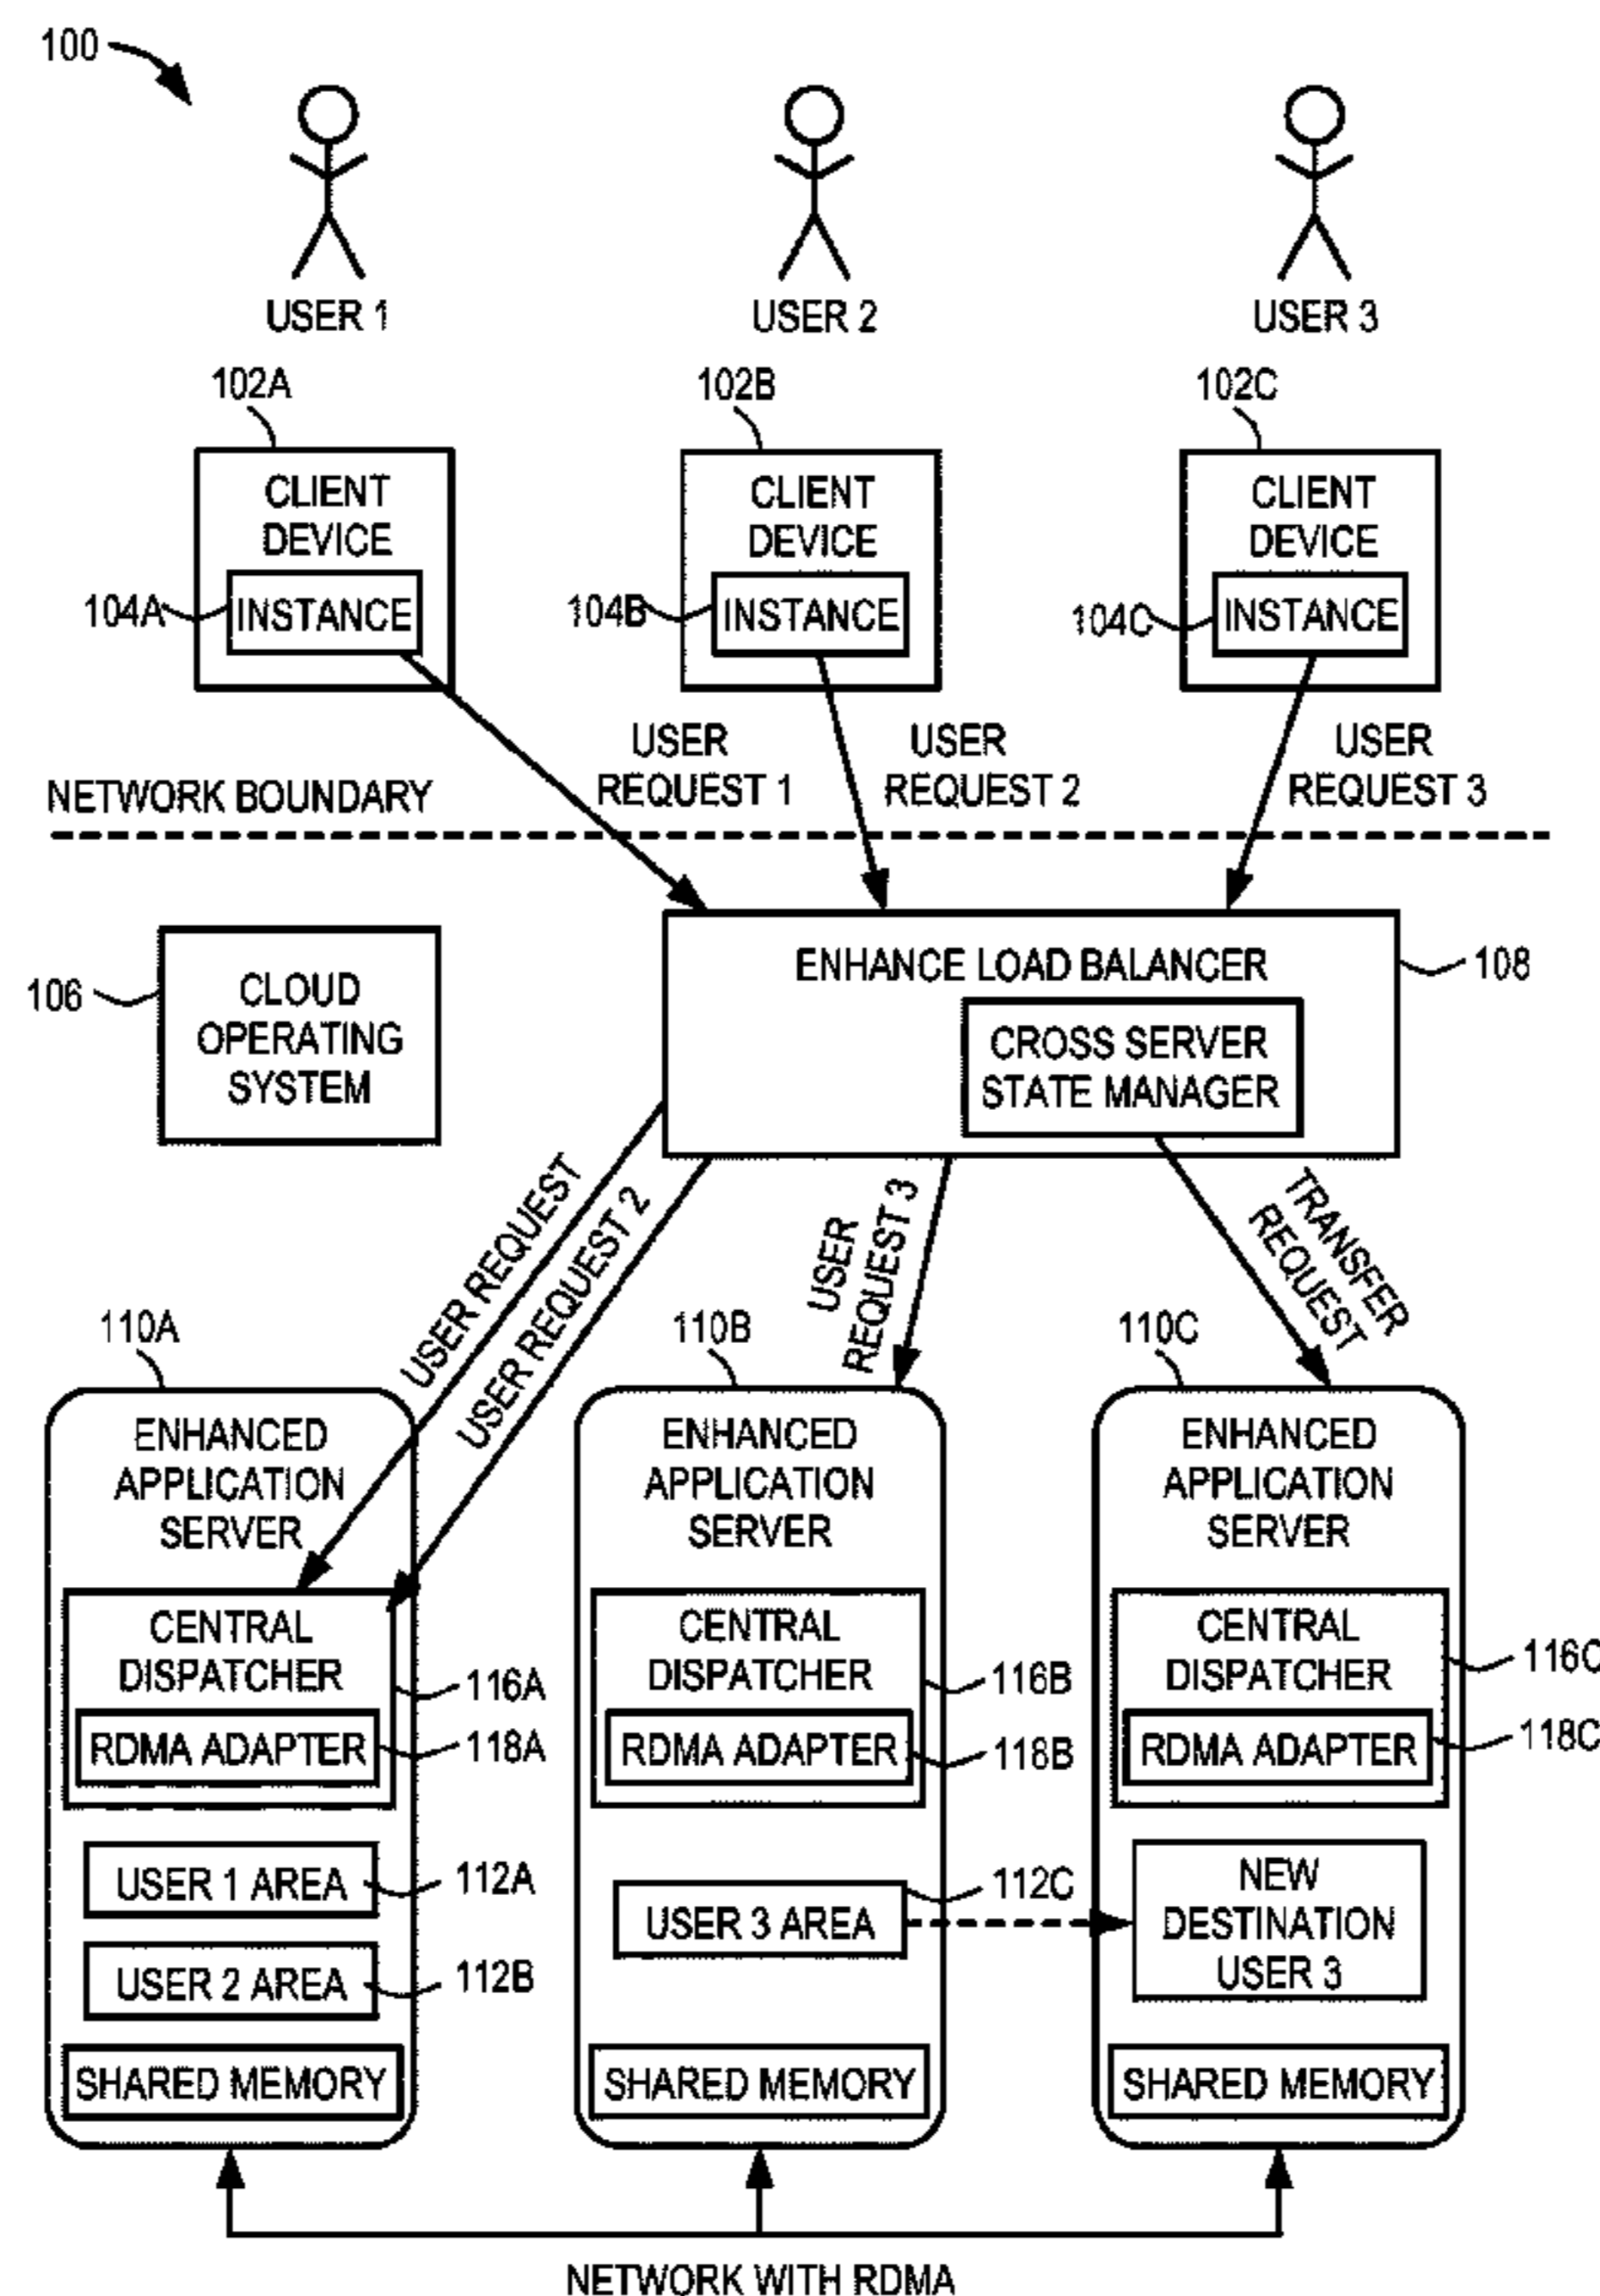 100
USER 1
USER 2
USER 3
102A
102B
102C
CLIENT
DEVICE
104A
INSTANCE
CLIENT
DEVICE
104B
INSTANCE
CLIENT
DEVICE
104C
INSTANCE
USER
REQUEST 1
USER
REQUEST 2
USER
REQUEST 3
NETWORK BOUNDARY
106
CLOUD
OPERATING
SYSTEM
ENHANCE LOAD BALANCER
108
CROSS SERVER
STATE MANAGER
USER REQUEST
USER REQUEST 2
USER
REQUEST 3
TRANSFER
REQUEST
110A
110B
110C
ENHANCED
APPLICATION
SERVER
CENTRAL
DISPATCHER
116A
RDMA ADAPTER
118A
USER 1 AREA
112A
USER 2 AREA
112B
SHARED MEMORY
ENHANCED
APPLICATION
SERVER
CENTRAL
DISPATCHER
116B
RDMA ADAPTER
118B
USER 3 AREA
112C
SHARED MEMORY
ENHANCED
APPLICATION
SERVER
CENTRAL
DISPATCHER
116C
RDMA ADAPTER
118C
NEW
DESTINATION
USER 3
SHARED MEMORY
NETWORK WITH RDMA